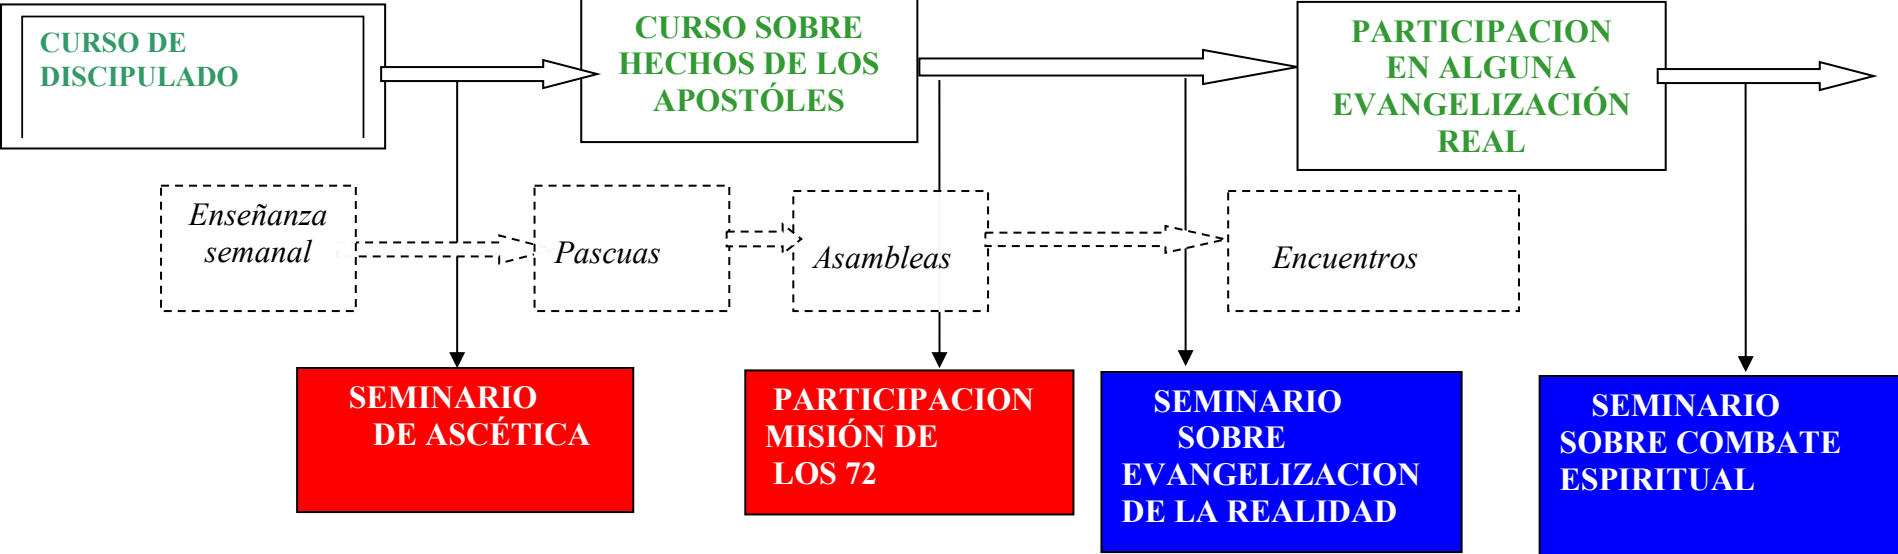 CURSO DE
DISCIPULADO
CURSO SOBRE
HECHOS DE LOS
APOSTÓLES
PARTICIPACION
EN ALGUNA
EVANGELIZACIÓN
REAL
Enseñanza
semanal
Pascuas
Asambleas
Encuentros
SEMINARIO
DE ASCÉTICA
PARTICIPACION
MISIÓN DE
LOS 72
SEMINARIO
SOBRE
EVANGELIZACION
DE LA REALIDAD
SEMINARIO
SOBRE COMBATE
ESPIRITUAL